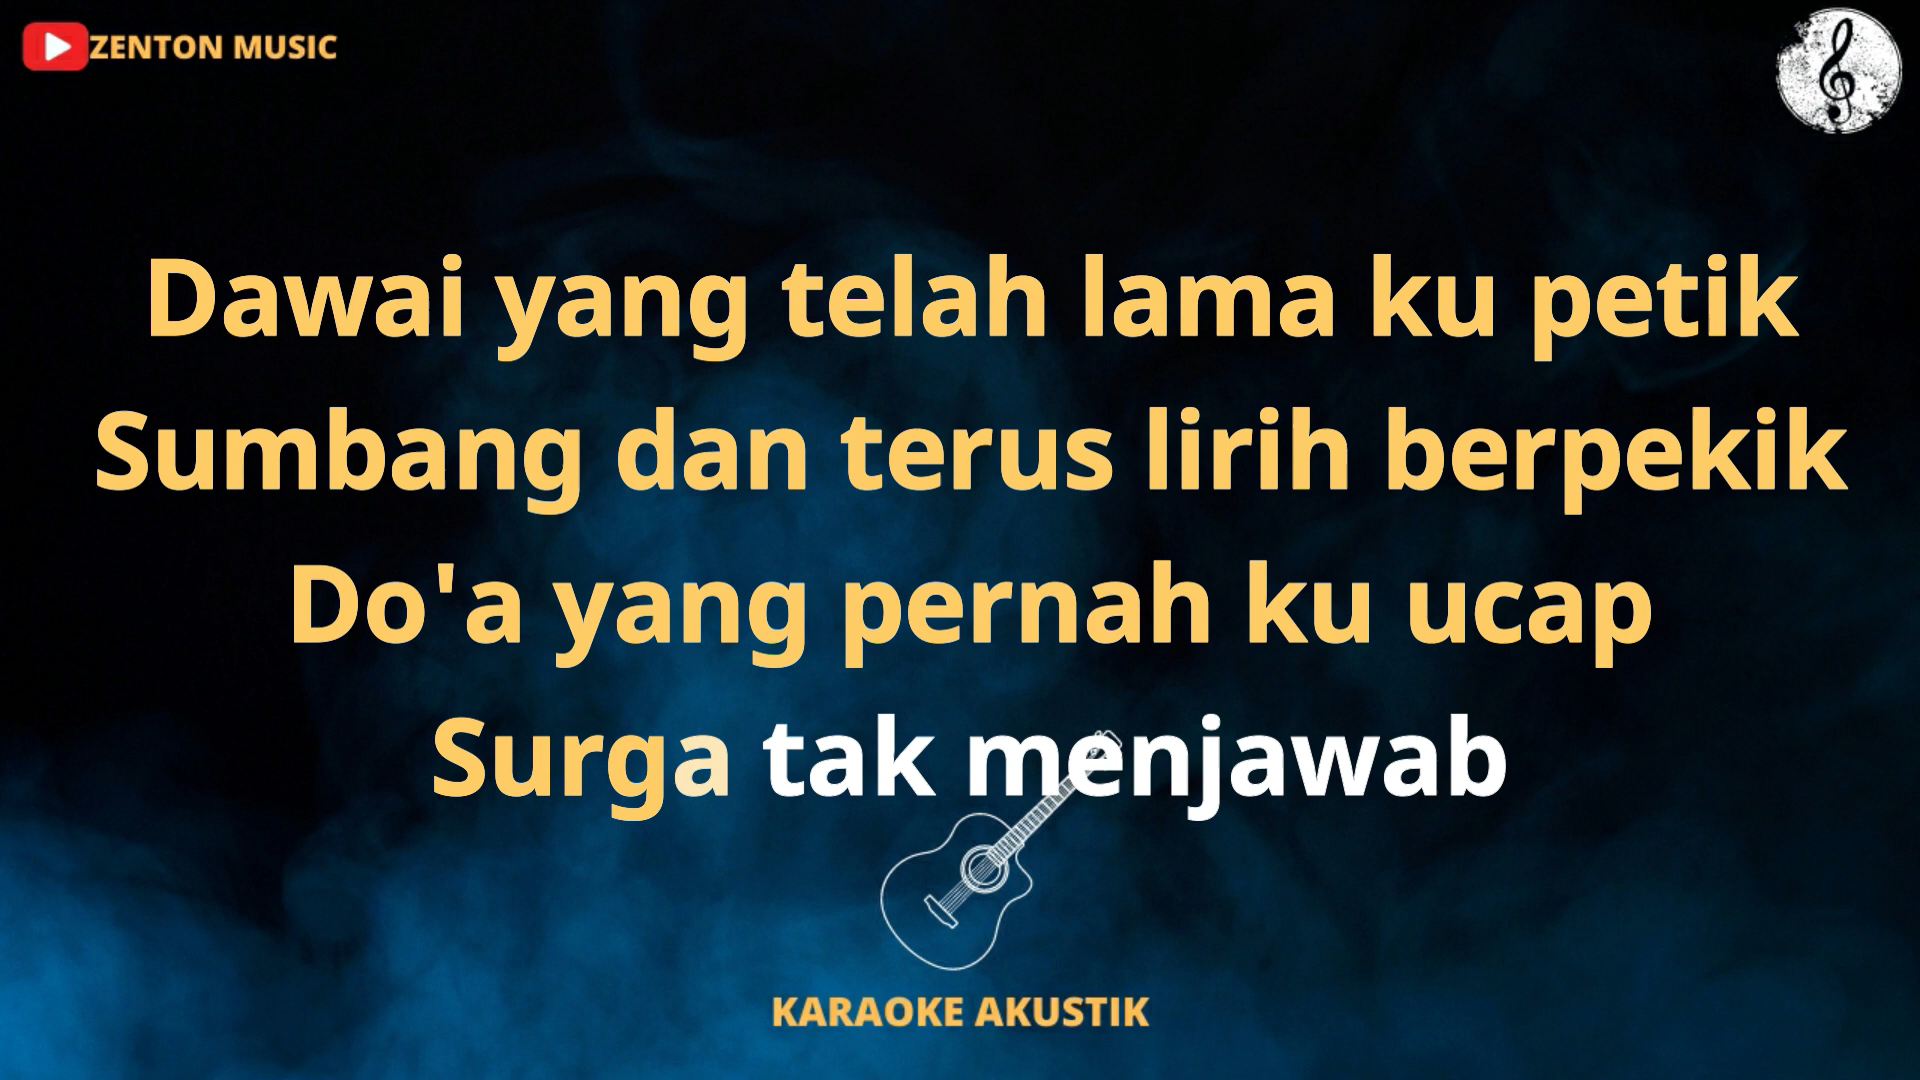 ZENTON MUSIC
Dawai yang telah lama ku petik
Sumbang dan terus lirih berpekik
Do'a yang pernah ku ucap
Surga tak menjawab
KARAOKE AKUSTIK